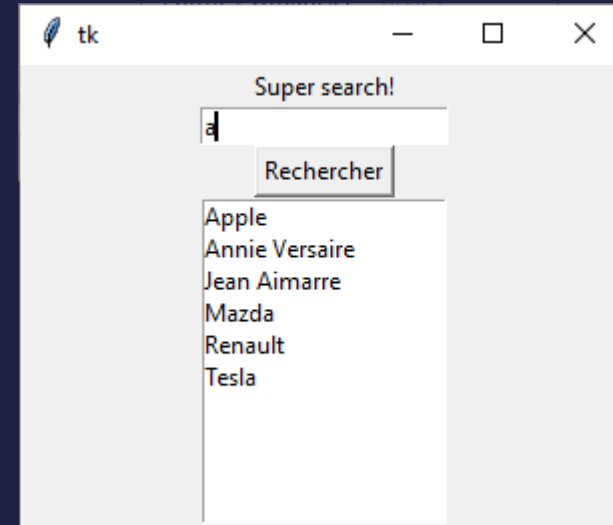 tk
Super search!
a
Rechercher
Apple
Annie Versaire
Jean Aimarre
Mazda
Renault
Tesla